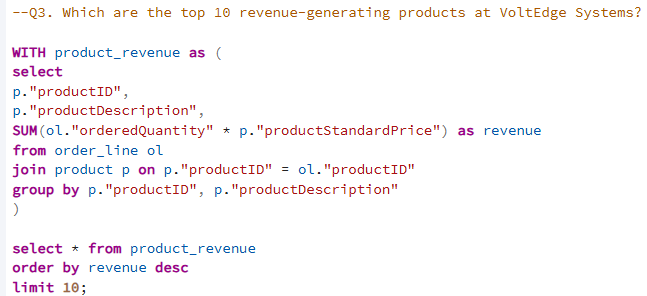 --Q3. Which are the top 10 revenue-generating products at VoltEdge Systems?
WITH product_revenue as (
select
p."productID",
p."productDescription",
SUM(ol."orderedQuantity" * p."productStandardPrice") as revenue
from order_line ol
join product p on p."productID" = ol."productID"
group by p."productID", p."productDescription"
)
select * from product_revenue
order by revenue desc
limit 10;